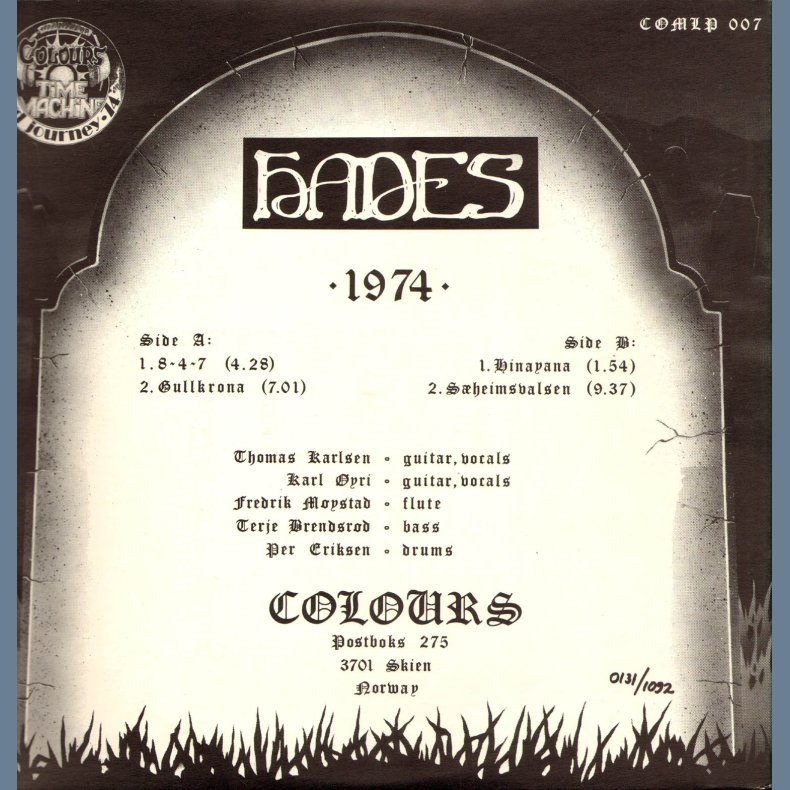 COMLP 007
COLOURS
TIME
MACHINE
journey·74
HADES
·1974·
Side A:
1. 8-4-7 (4.28)
2. Gullkrona (7.01)
Side B:
1. Hinayana (1.54)
2. Sæheimsvalsen (9.37)
Thomas Karlsen ∘ guitar, vocals
Karl Øyri ∘ guitar, vocals
Fredrik Møystad ∘ flute
Terje Brendsrød ∘ bass
Per Eriksen ∘ drums
COLOURS
Postboks 275
3701 Skien
Norway
0131/1092